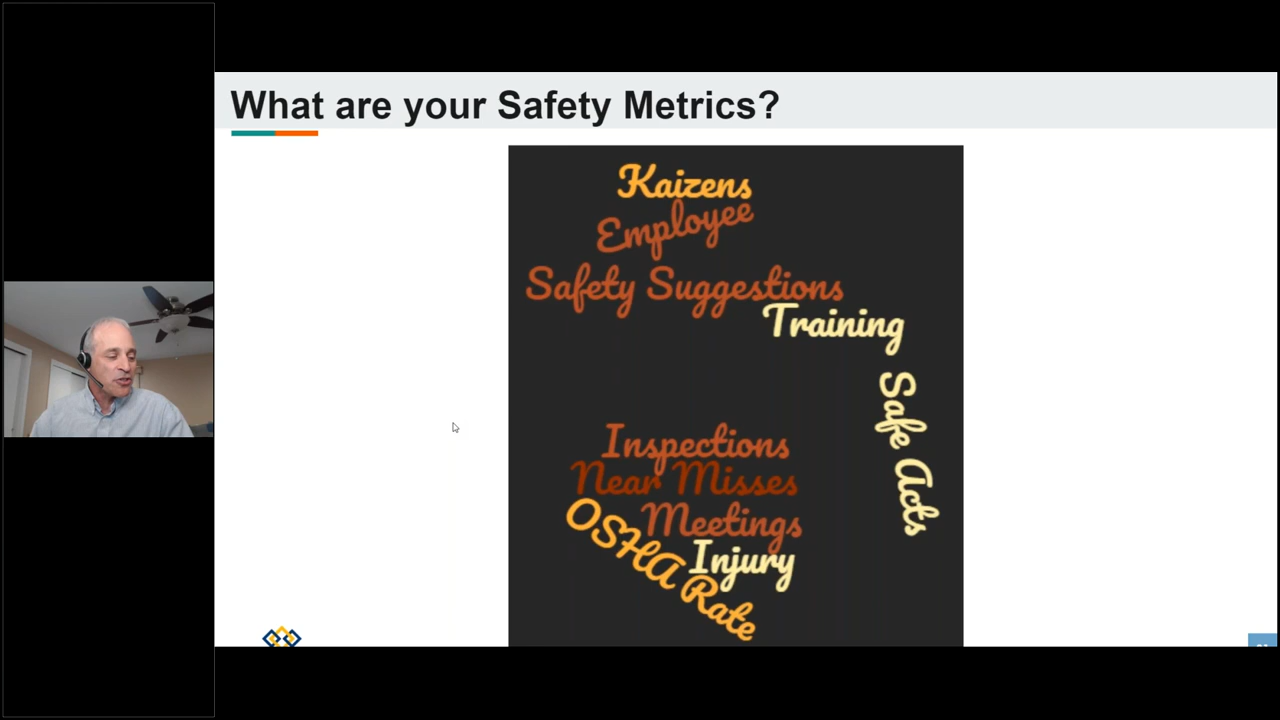 What are your Safety Metrics?
Kaizens
Employee
Safety Suggestions
Training
Safe Acts
Inspections
Near Misses
Meetings
Injury
OSHA Rate